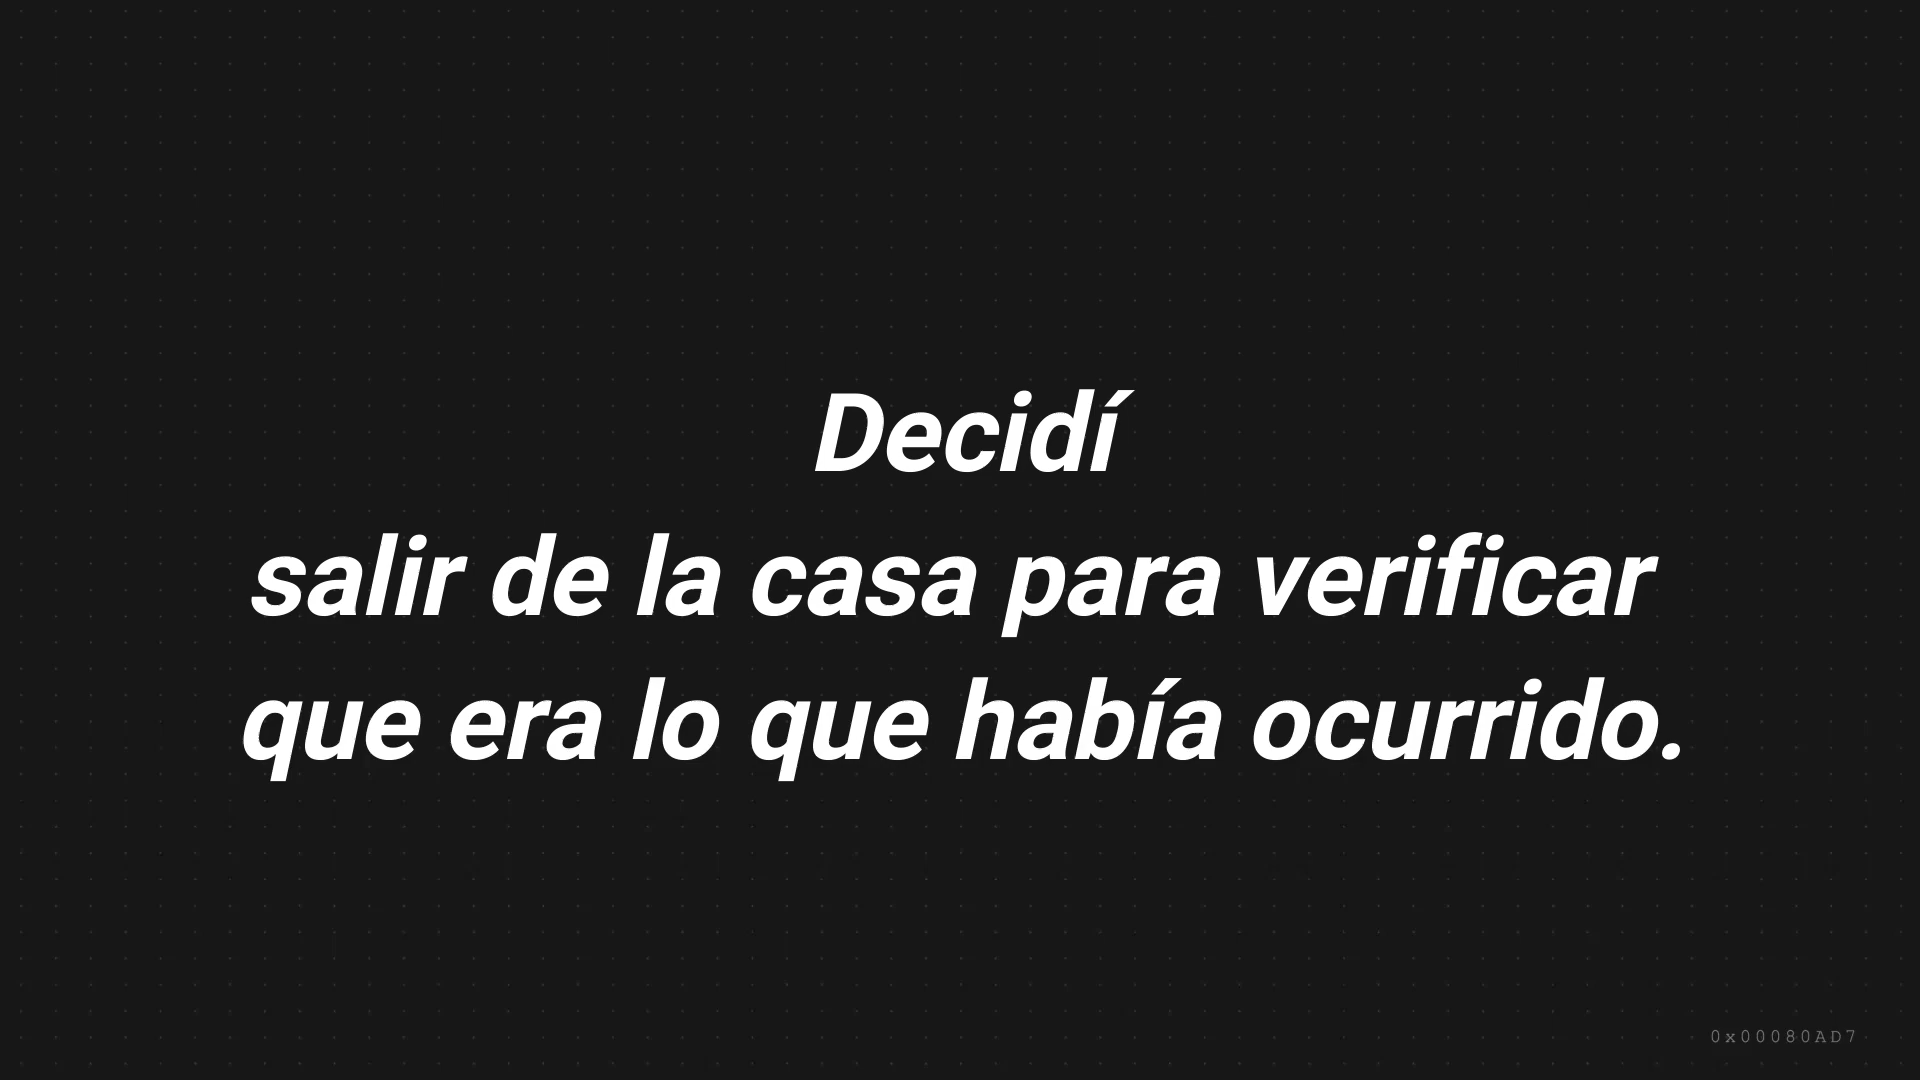 Decidí
salir de la casa para verificar
que era lo que había ocurrido.
0x00080AD7